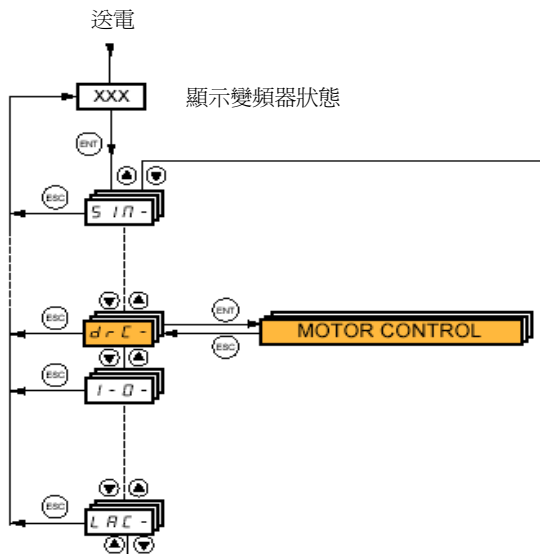 送電
XXX
顯示變頻器狀態
ENT
ESC
SIM-
ESC
drC-
ENT
MOTOR CONTROL
ESC
ESC
I-O-
ESC
LAC-